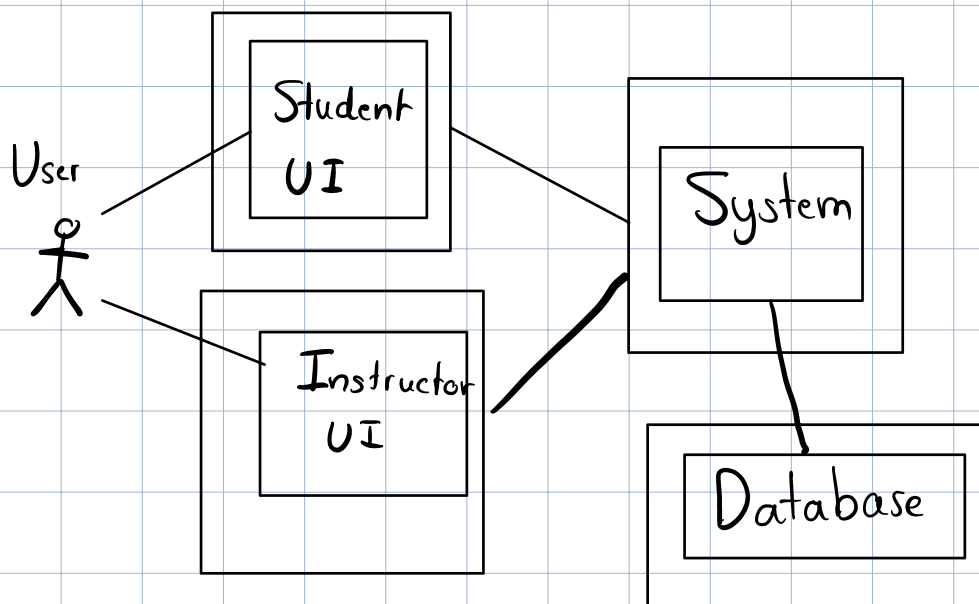 User
Student
UI
Instructor
UI
System
Database